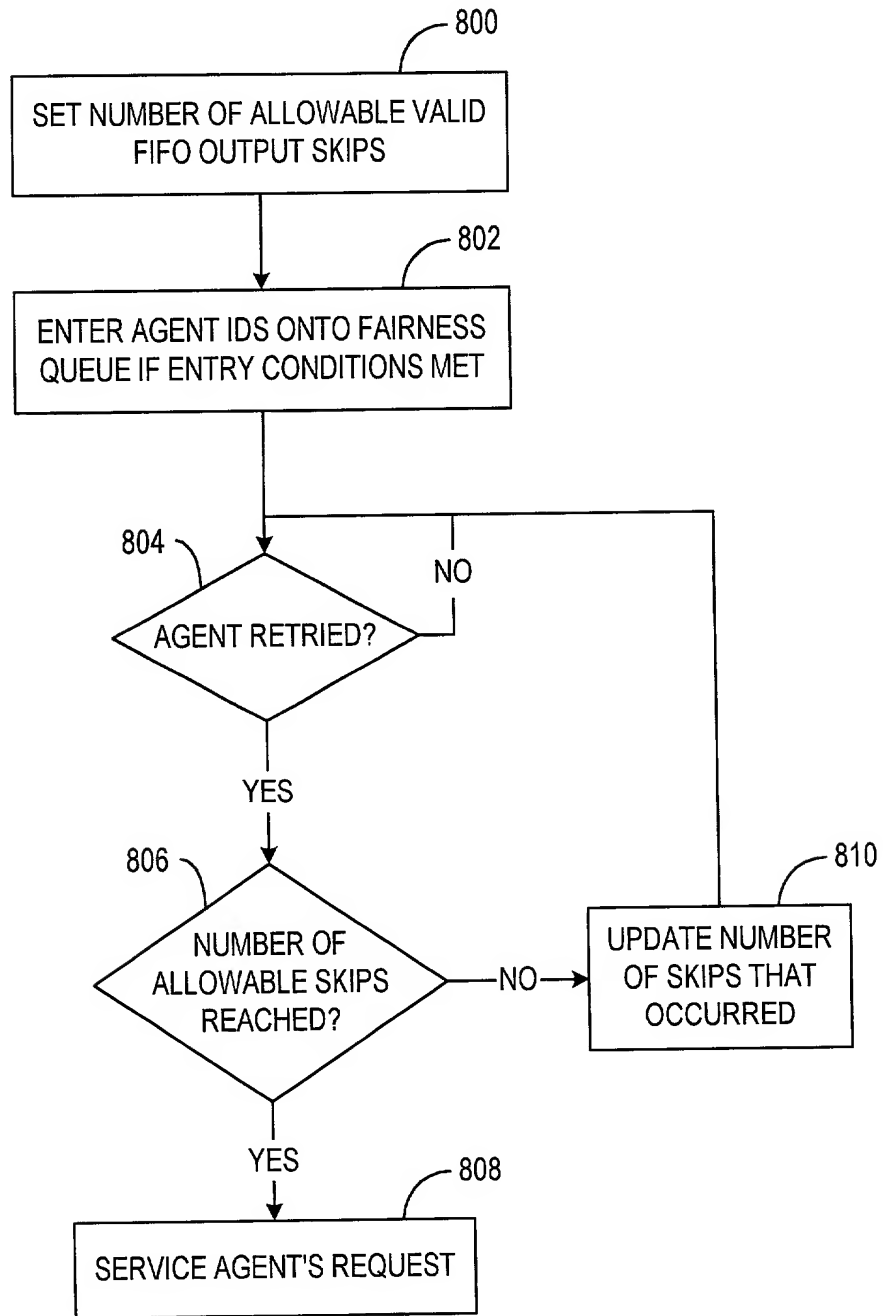 800
SET NUMBER OF ALLOWABLE VALID
FIFO OUTPUT SKIPS
802
ENTER AGENT IDS ONTO FAIRNESS
QUEUE IF ENTRY CONDITIONS MET
804
NO
AGENT RETRIED?
YES
806
810
NUMBER OF
ALLOWABLE SKIPS
REACHED?
NO
UPDATE NUMBER
OF SKIPS THAT
OCCURRED
YES
808
SERVICE AGENT'S REQUEST